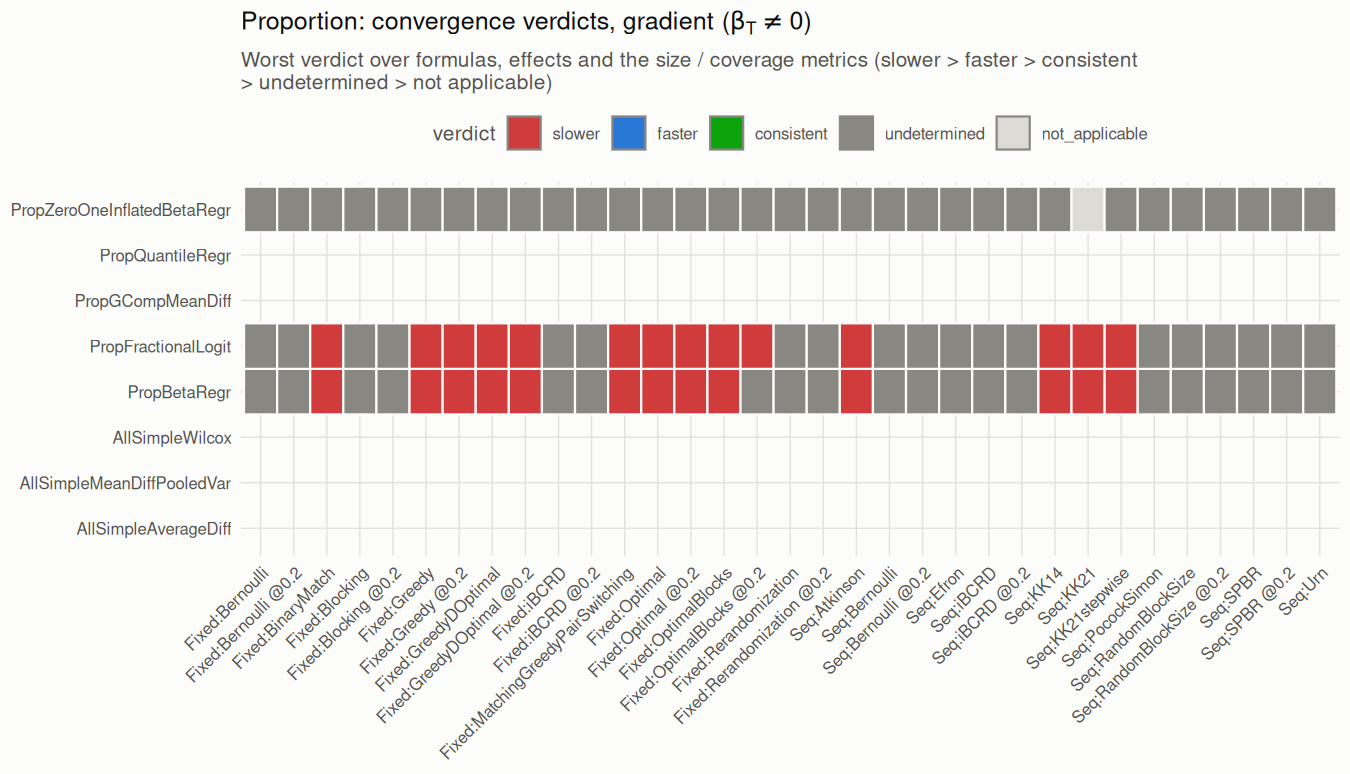 Proportion: convergence verdicts, gradient (βT ≠ 0)
Worst verdict over formulas, effects and the size / coverage metrics (slower > faster > consistent
> undetermined > not applicable)
verdict slower faster consistent undetermined not_applicable
PropZeroOneInflatedBetaRegr
PropQuantileRegr
PropGCompMeanDiff
PropFractionalLogit
PropBetaRegr
AllSimpleWilcox
AllSimpleMeanDiffPooledVar
AllSimpleAverageDiff
Fixed:Bernoulli
Fixed:Bernoulli @0.2
Fixed:BinaryMatch
Fixed:Blocking
Fixed:Blocking @0.2
Fixed:Greedy
Fixed:Greedy @0.2
Fixed:GreedyDOptimal
Fixed:GreedyDOptimal @0.2
Fixed:iBCRD
Fixed:iBCRD @0.2
Fixed:MatchingGreedyPairSwitching
Fixed:Optimal
Fixed:Optimal @0.2
Fixed:OptimalBlocks
Fixed:OptimalBlocks @0.2
Fixed:Rerandomization
Fixed:Rerandomization @0.2
Seq:Atkinson
Seq:Bernoulli
Seq:Bernoulli @0.2
Seq:Efron
Seq:iBCRD
Seq:iBCRD @0.2
Seq:KK14
Seq:KK21
Seq:KK21stepwise
Seq:PocockSimon
Seq:RandomBlockSize
Seq:RandomBlockSize @0.2
Seq:SPBR
Seq:SPBR @0.2
Seq:Urn